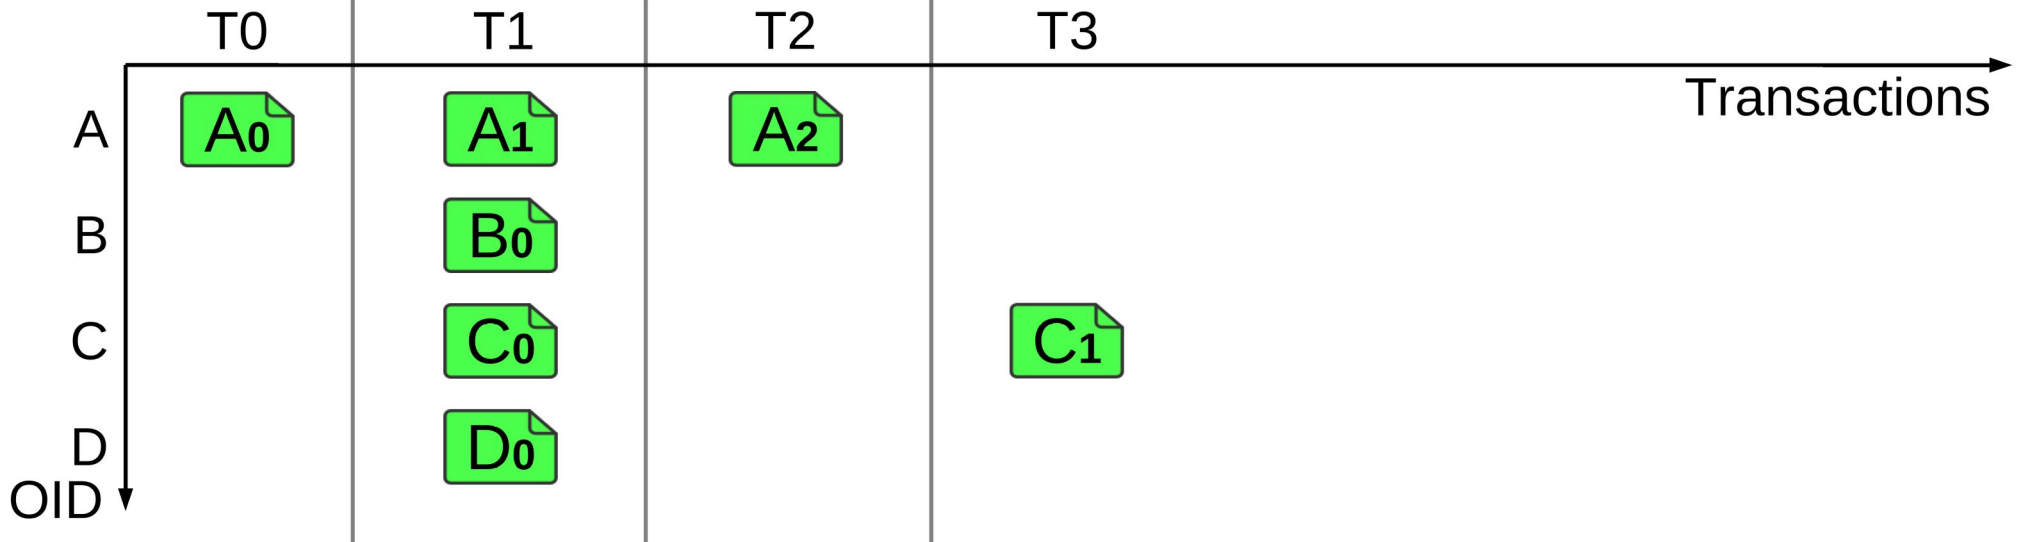 T0 T1 T2 T3
Transactions
A A0 A1 A2
B B0
C C0 C1
D D0
OID